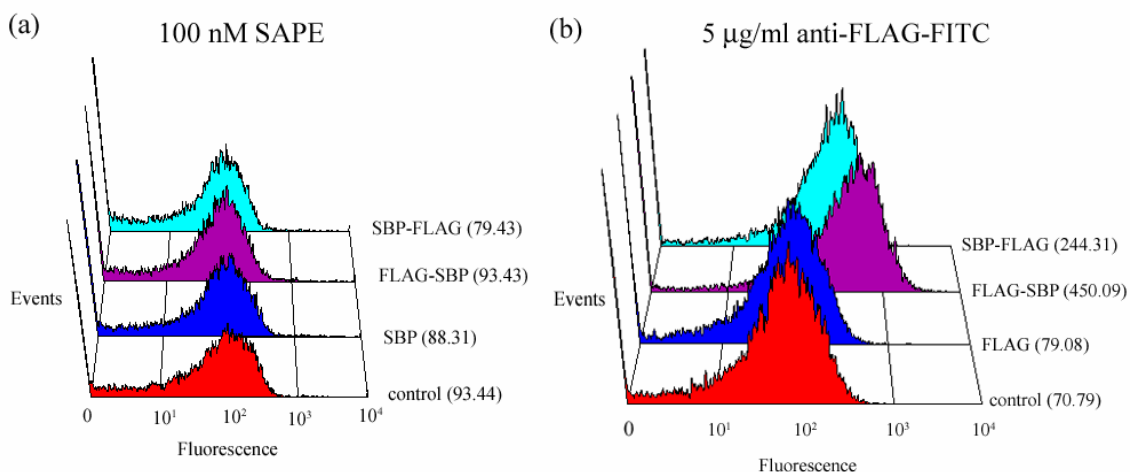 (a)
100 nM SAPE
SBP-FLAG (79.43)
FLAG-SBP (93.43)
Events
SBP (88.31)
control (93.44)
0 10¹ 10² 10³ 10⁴
Fluorescence
(b)
5 µg/ml anti-FLAG-FITC
SBP-FLAG (244.31)
FLAG-SBP (450.09)
Events
FLAG (79.08)
control (70.79)
0 10¹ 10² 10³ 10⁴
Fluorescence